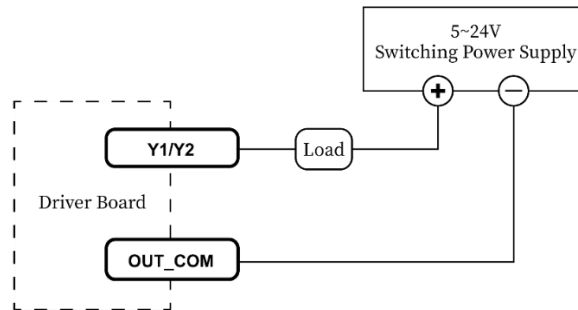 5~24V
Switching Power Supply
+
−
Y1/Y2
Load
Driver Board
OUT_COM